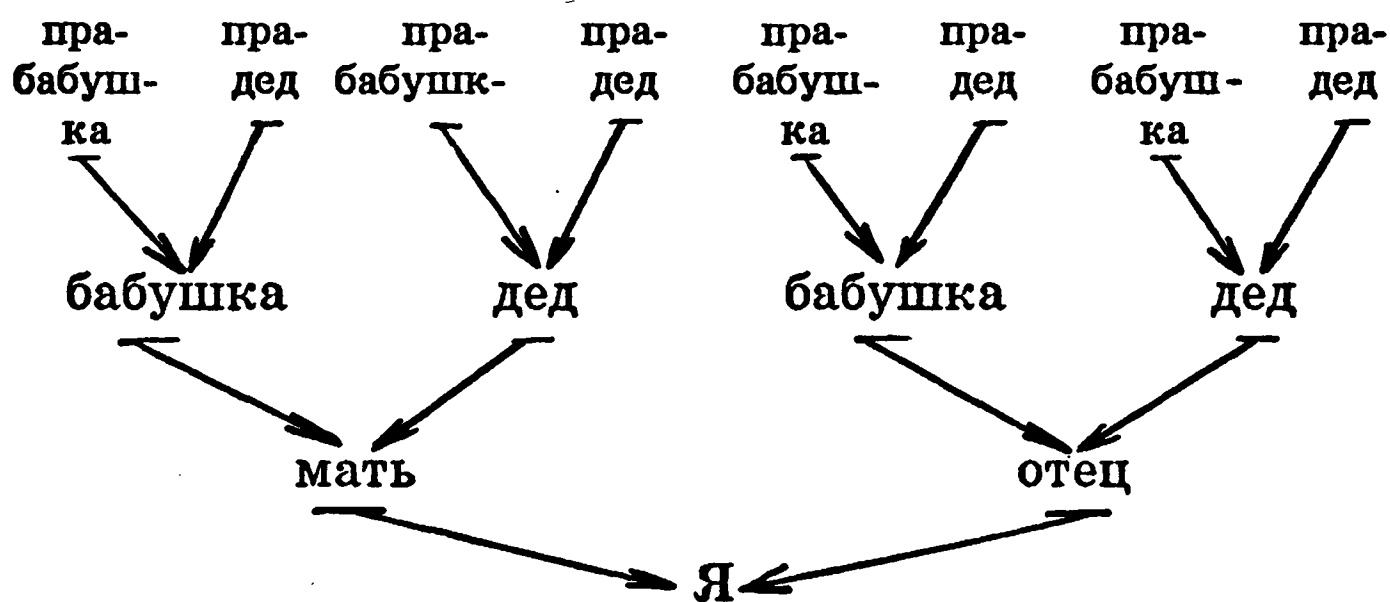 пра- пра- пра- пра- пра- пра- пра- пра-
бабуш- дед бабушк- дед бабуш- дед бабуш- дед
ка ка ка
бабушка дед бабушка дед
мать отец
Я